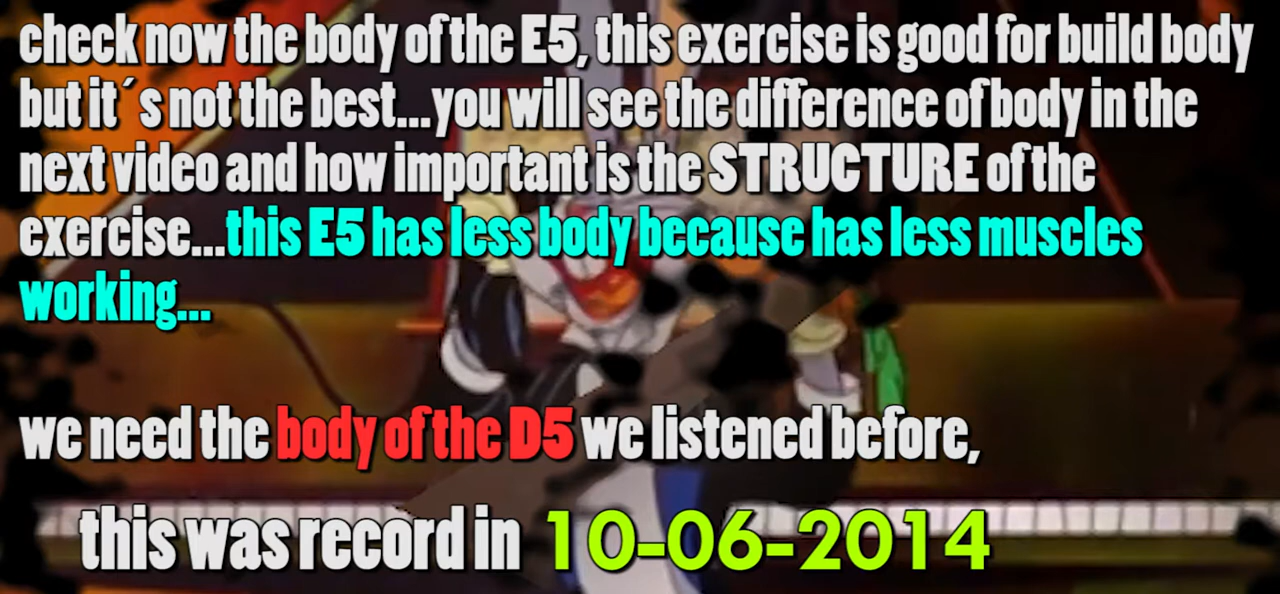 check now the body of the E5, this exercise is good for build body
but it´s not the best...you will see the difference of body in the
next video and how important is the STRUCTURE of the
exercise...this E5 has less body because has less muscles
working...
we need the body of the D5 we listened before,
this was record in 10-06-2014